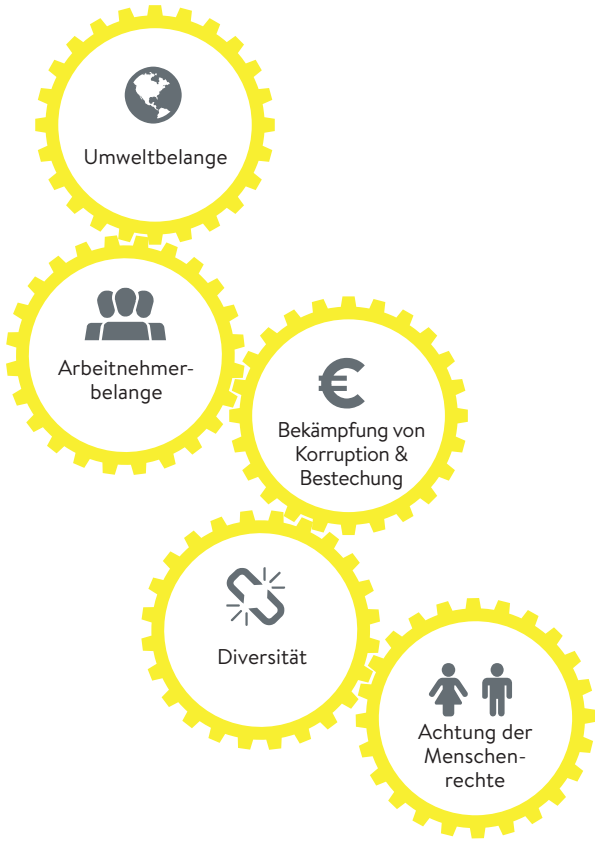 Umweltbelange
Arbeitnehmer-
belange
Bekämpfung von
Korruption &
Bestechung
Diversität
Achtung der
Menschen-
rechte